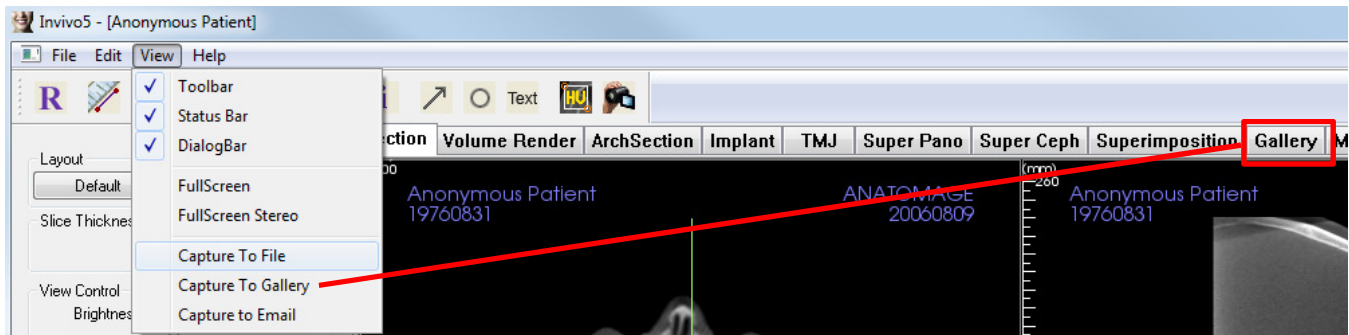 Invivo5 - [Anonymous Patient]
File Edit View Help
Toolbar
Status Bar
DialogBar
FullScreen
FullScreen Stereo
Capture To File
Capture To Gallery
Capture to Email
R Text HU
Volume Render ArchSection Implant TMJ Super Pano Super Ceph Superimposition Gallery
Layout
Default
Slice Thicknes
View Control
Brightnes
Anonymous Patient
19760831
ANATOMAGE
20060809
(mm)
260
Anonymous Patient
19760831